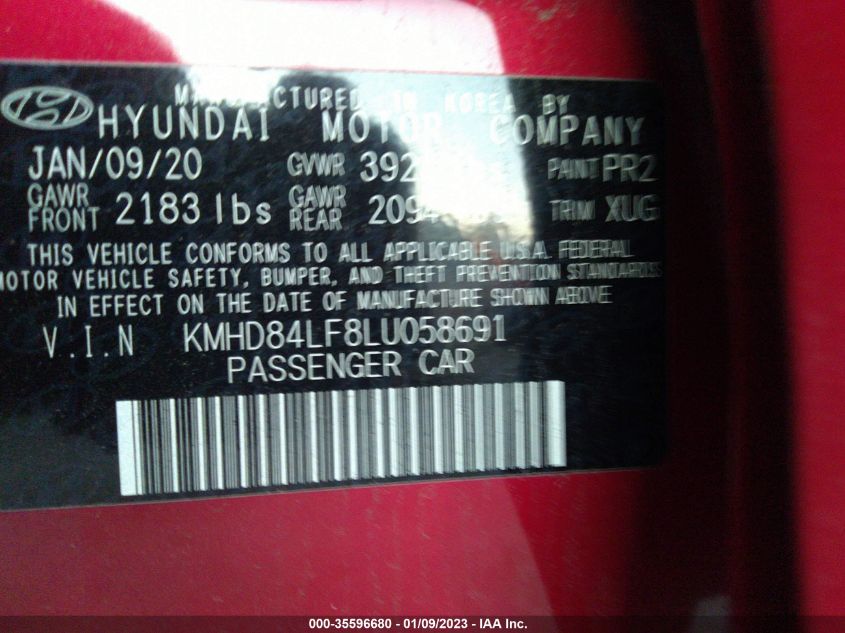 MANUFACTURED IN KOREA BY
HYUNDAI MOTOR COMPANY
JAN/09/20 GVWR PAINT PR2
GAWR FRONT 2183 lbs GAWR REAR TRIM XUG
THIS VEHICLE CONFORMS TO ALL APPLICABLE U.S.A. FEDERAL
MOTOR VEHICLE SAFETY, BUMPER, AND THEFT PREVENTION STANDARDS
IN EFFECT ON THE DATE OF MANUFACTURE SHOWN ABOVE
V.I.N KMHD84LF8LU058691
PASSENGER CAR
000-35596680 - 01/09/2023 - IAA Inc.